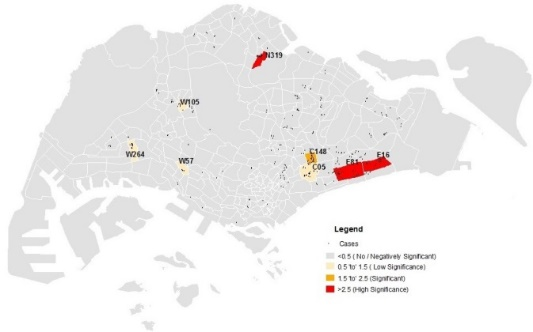 N319
W105
W264
W57
E148
C05
E81
E16
Legend
Cases
<0.5 ( No / Negatively Significant)
0.5 'to' 1.5 ( Low Significance)
1.5 'to' 2.5 (Significant)
>2.5 (High Significance)